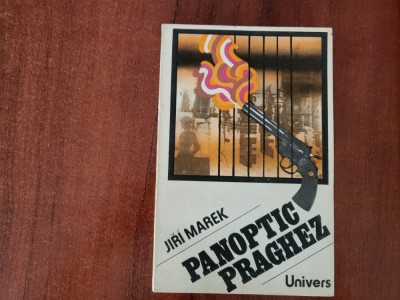 JIŘÍ MAREK
PANOPTIC
PRAGHEZ
Univers